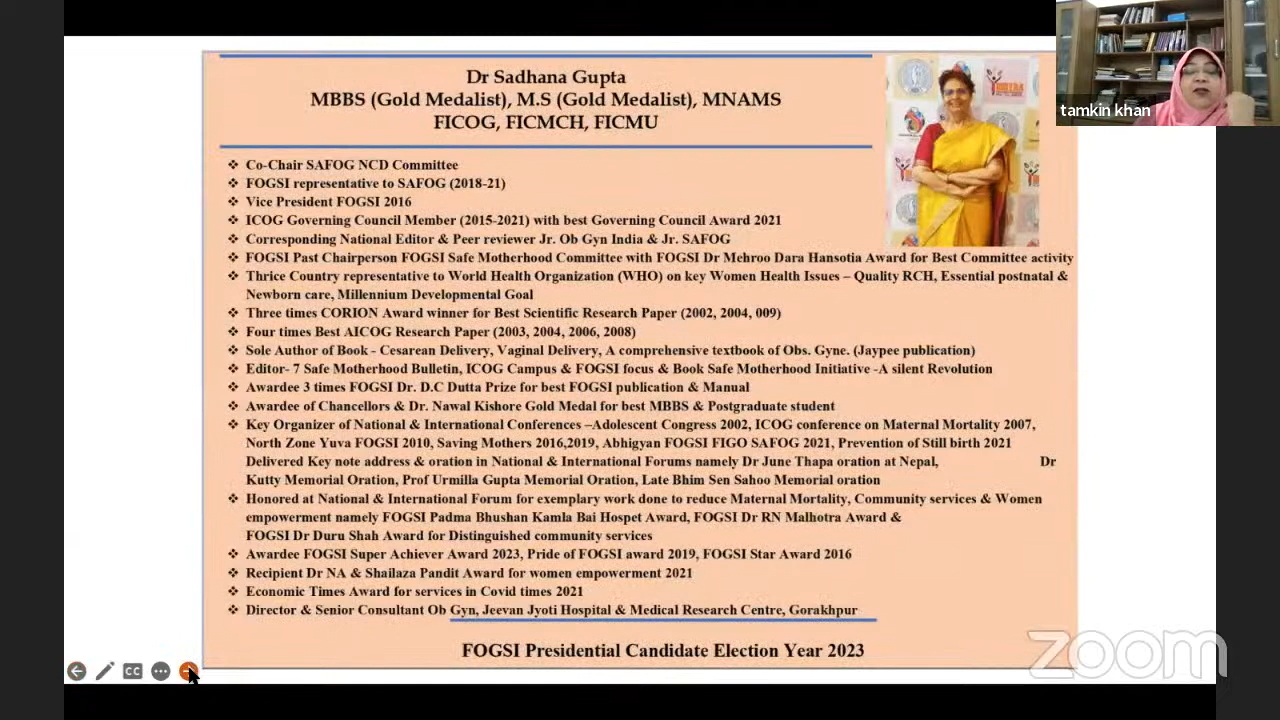 Dr Sadhana Gupta
MBBS (Gold Medalist), M.S (Gold Medalist), MNAMS
FICOG, FICMCH, FICMU
tamkin khan
❖ Co-Chair SAFOG NCD Committee
❖ FOGSI representative to SAFOG (2018-21)
❖ Vice President FOGSI 2016
❖ ICOG Governing Council Member (2015-2021) with best Governing Council Award 2021
❖ Corresponding National Editor & Peer reviewer Jr. Ob Gyn India & Jr. SAFOG
❖ FOGSI Past Chairperson FOGSI Safe Motherhood Committee with FOGSI Dr Mehroo Dara Hansotia Award for Best Committee activity
❖ Thrice Country representative to World Health Organization (WHO) on key Women Health Issues – Quality RCH, Essential postnatal &
Newborn care, Millennium Developmental Goal
❖ Three times CORION Award winner for Best Scientific Research Paper (2002, 2004, 009)
❖ Four times Best AICOG Research Paper (2003, 2004, 2006, 2008)
❖ Sole Author of Book - Cesarean Delivery, Vaginal Delivery, A comprehensive textbook of Obs. Gyne. (Jaypee publication)
❖ Editor- 7 Safe Motherhood Bulletin, ICOG Campus & FOGSI focus & Book Safe Motherhood Initiative -A silent Revolution
❖ Awardee 3 times FOGSI Dr. D.C Dutta Prize for best FOGSI publication & Manual
❖ Awardee of Chancellors & Dr. Nawal Kishore Gold Medal for best MBBS & Postgraduate student
❖ Key Organizer of National & International Conferences –Adolescent Congress 2002, ICOG conference on Maternal Mortality 2007,
North Zone Yuva FOGSI 2010, Saving Mothers 2016,2019, Abhigyan FOGSI FIGO SAFOG 2021, Prevention of Still birth 2021
Delivered Key note address & oration in National & International Forums namely Dr June Thapa oration at Nepal, Dr
Kutty Memorial Oration, Prof Urmilla Gupta Memorial Oration, Late Bhim Sen Sahoo Memorial oration
❖ Honored at National & International Forum for exemplary work done to reduce Maternal Mortality, Community services & Women
empowerment namely FOGSI Padma Bhushan Kamla Bai Hospet Award, FOGSI Dr RN Malhotra Award &
FOGSI Dr Duru Shah Award for Distinguished community services
❖ Awardee FOGSI Super Achiever Award 2023, Pride of FOGSI award 2019, FOGSI Star Award 2016
❖ Recipient Dr NA & Shailaza Pandit Award for women empowerment 2021
❖ Economic Times Award for services in Covid times 2021
❖ Director & Senior Consultant Ob Gyn, Jeevan Jyoti Hospital & Medical Research Centre, Gorakhpur
FOGSI Presidential Candidate Election Year 2023
zoom
CC